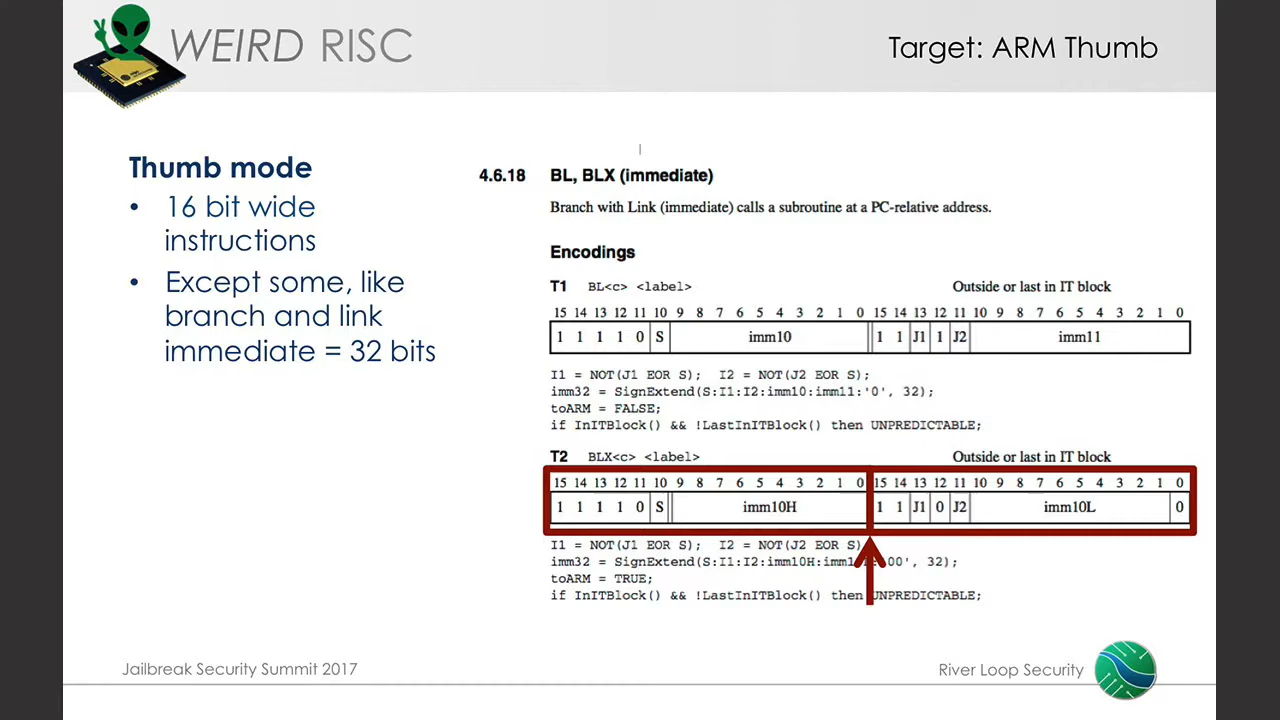 WEIRD RISC
Target: ARM Thumb
Thumb mode
• 16 bit wide
instructions
• Except some, like
branch and link
immediate = 32 bits
4.6.18 BL, BLX (immediate)
Branch with Link (immediate) calls a subroutine at a PC-relative address.
Encodings
T1 BL<c> <label> Outside or last in IT block
15 14 13 12 11 10 9 8 7 6 5 4 3 2 1 0 15 14 13 12 11 10 9 8 7 6 5 4 3 2 1 0
1 1 1 1 0 S imm10 1 1 J1 1 J2 imm11
I1 = NOT(J1 EOR S); I2 = NOT(J2 EOR S);
imm32 = SignExtend(S:I1:I2:imm10:imm11:'0', 32);
toARM = FALSE;
if InITBlock() && !LastInITBlock() then UNPREDICTABLE;
T2 BLX<c> <label> Outside or last in IT block
15 14 13 12 11 10 9 8 7 6 5 4 3 2 1 0 15 14 13 12 11 10 9 8 7 6 5 4 3 2 1 0
1 1 1 1 0 S imm10H 1 1 J1 0 J2 imm10L 0
I1 = NOT(J1 EOR S); I2 = NOT(J2 EOR S)
imm32 = SignExtend(S:I1:I2:imm10H:imm1 00', 32);
toARM = TRUE;
if InITBlock() && !LastInITBlock() then UNPREDICTABLE;
Jailbreak Security Summit 2017
River Loop Security